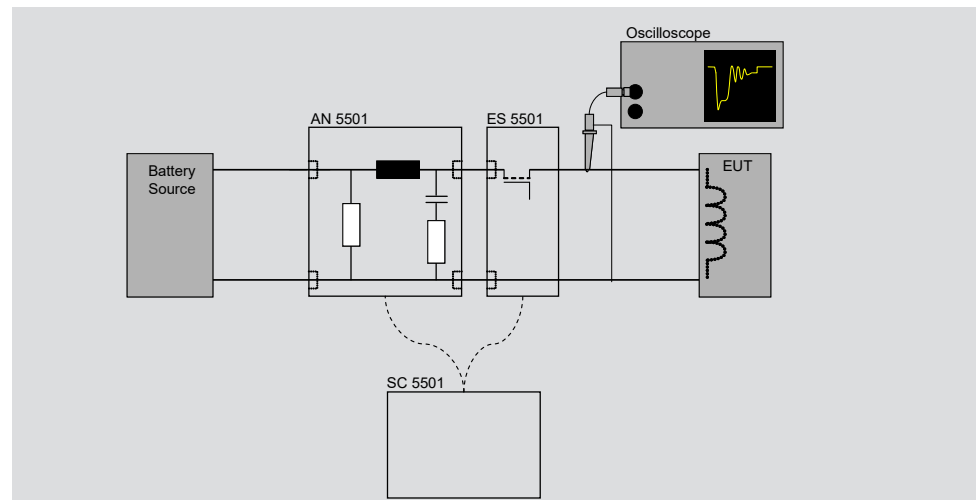 Oscilloscope
AN 5501
ES 5501
Battery
Source
EUT
SC 5501